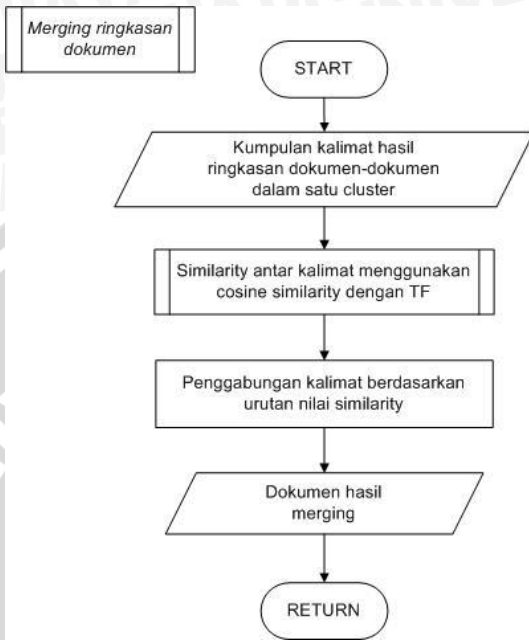 Merging ringkasan
dokumen
START
Kumpulan kalimat hasil
ringkasan dokumen-dokumen
dalam satu cluster
Similarity antar kalimat menggunakan
cosine similarity dengan TF
Penggabungan kalimat berdasarkan
urutan nilai similarity
Dokumen hasil
merging
RETURN